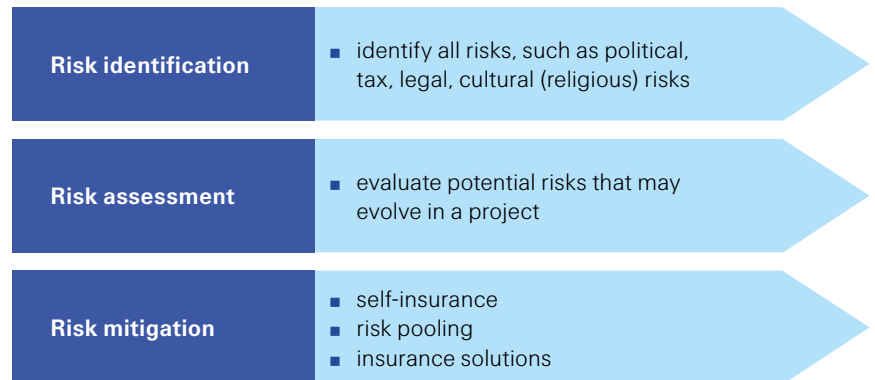 Risk identification
■ identify all risks, such as political,
tax, legal, cultural (religious) risks
Risk assessment
■ evaluate potential risks that may
evolve in a project
Risk mitigation
■ self-insurance
■ risk pooling
■ insurance solutions